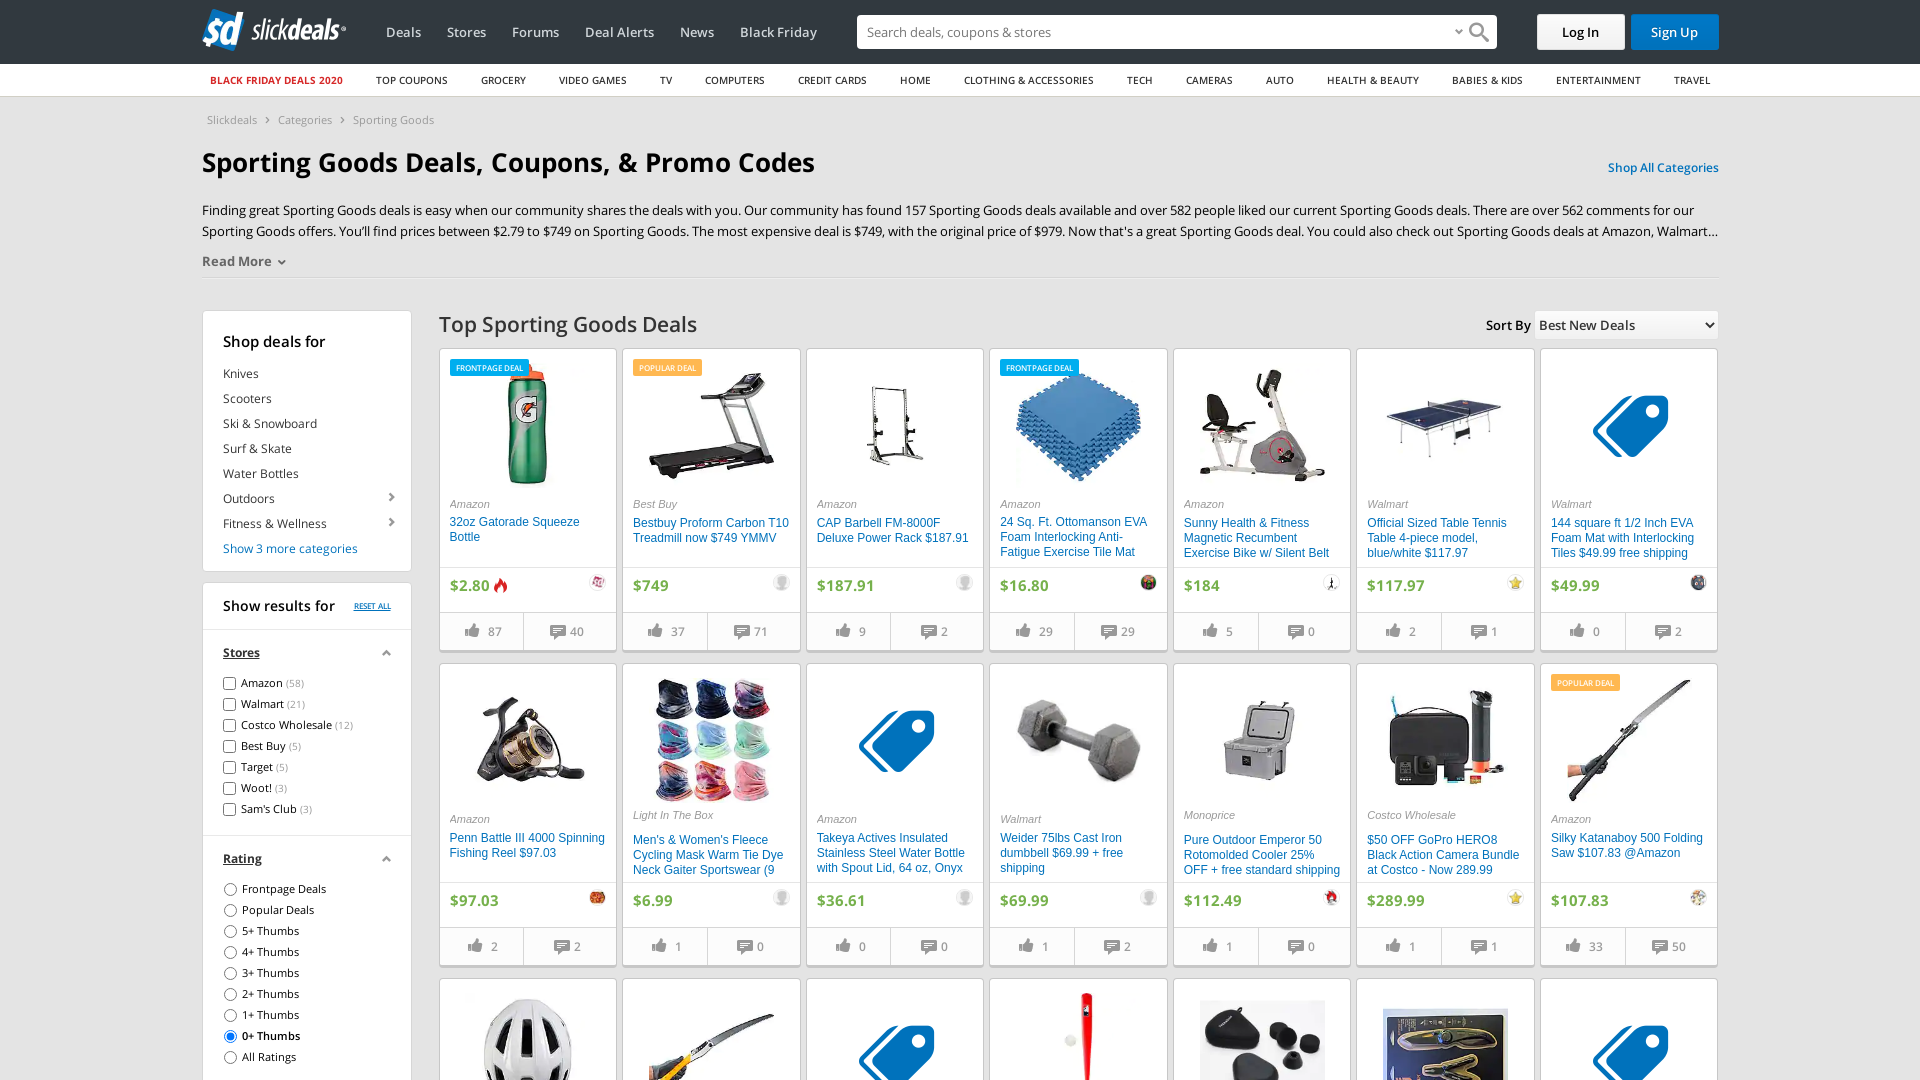 sd slickdeals
Deals
Stores
Forums
Deal Alerts
News
Black Friday
Search deals, coupons & stores
Log In
Sign Up
BLACK FRIDAY DEALS 2020
TOP COUPONS
GROCERY
VIDEO GAMES
TV
COMPUTERS
CREDIT CARDS
HOME
CLOTHING & ACCESSORIES
TECH
CAMERAS
AUTO
HEALTH & BEAUTY
BABIES & KIDS
ENTERTAINMENT
TRAVEL
Slickdeals
Categories
Sporting Goods
Sporting Goods Deals, Coupons, & Promo Codes
Shop All Categories
Finding great Sporting Goods deals is easy when our community shares the deals with you. Our community has found 157 Sporting Goods deals available and over 582 people liked our current Sporting Goods deals. There are over 562 comments for our
Sporting Goods offers. You'll find prices between $2.79 to $749 on Sporting Goods. The most expensive deal is $749, with the original price of $979. Now that's a great Sporting Goods deal. You could also check out Sporting Goods deals at Amazon, Walmart...
Read More
Shop deals for
Knives
Scooters
Ski & Snowboard
Surf & Skate
Water Bottles
Outdoors
Fitness & Wellness
Show 3 more categories
Show results for
RESET ALL
Stores
Amazon (58)
Walmart (21)
Costco Wholesale (12)
Best Buy (5)
Target (5)
Woot! (3)
Sam's Club (3)
Rating
Frontpage Deals
Popular Deals
5+ Thumbs
4+ Thumbs
3+ Thumbs
2+ Thumbs
1+ Thumbs
0+ Thumbs
All Ratings
Top Sporting Goods Deals
Sort By
Best New Deals
FRONTPAGE DEAL
G
Amazon
32oz Gatorade Squeeze
Bottle
$2.80
87
40
POPULAR DEAL
Best Buy
Bestbuy Proform Carbon T10
Treadmill now $749 YMMV
$749
37
71
Amazon
CAP Barbell FM-8000F
Deluxe Power Rack $187.91
$187.91
9
2
FRONTPAGE DEAL
Amazon
24 Sq. Ft. Ottomanson EVA
Foam Interlocking Anti-
Fatigue Exercise Tile Mat
$16.80
29
29
Amazon
Sunny Health & Fitness
Magnetic Recumbent
Exercise Bike w/ Silent Belt
$184
5
0
Walmart
Official Sized Table Tennis
Table 4-piece model,
blue/white $117.97
$117.97
2
1
Walmart
144 square ft 1/2 Inch EVA
Foam Mat with Interlocking
Tiles $49.99 free shipping
$49.99
0
2
Amazon
Penn Battle III 4000 Spinning
Fishing Reel $97.03
$97.03
2
2
Light In The Box
Men's & Women's Fleece
Cycling Mask Warm Tie Dye
Neck Gaiter Sportswear (9
$6.99
1
0
Amazon
Takeya Actives Insulated
Stainless Steel Water Bottle
with Spout Lid, 64 oz, Onyx
$36.61
0
0
Walmart
Weider 75lbs Cast Iron
dumbbell $69.99 + free
shipping
$69.99
1
2
Monoprice
Pure Outdoor Emperor 50
Rotomolded Cooler 25%
OFF + free standard shipping
$112.49
1
0
Costco Wholesale
$50 OFF GoPro HERO8
Black Action Camera Bundle
at Costco - Now 289.99
$289.99
1
1
POPULAR DEAL
Amazon
Silky Katanaboy 500 Folding
Saw $107.83 @Amazon
$107.83
33
50